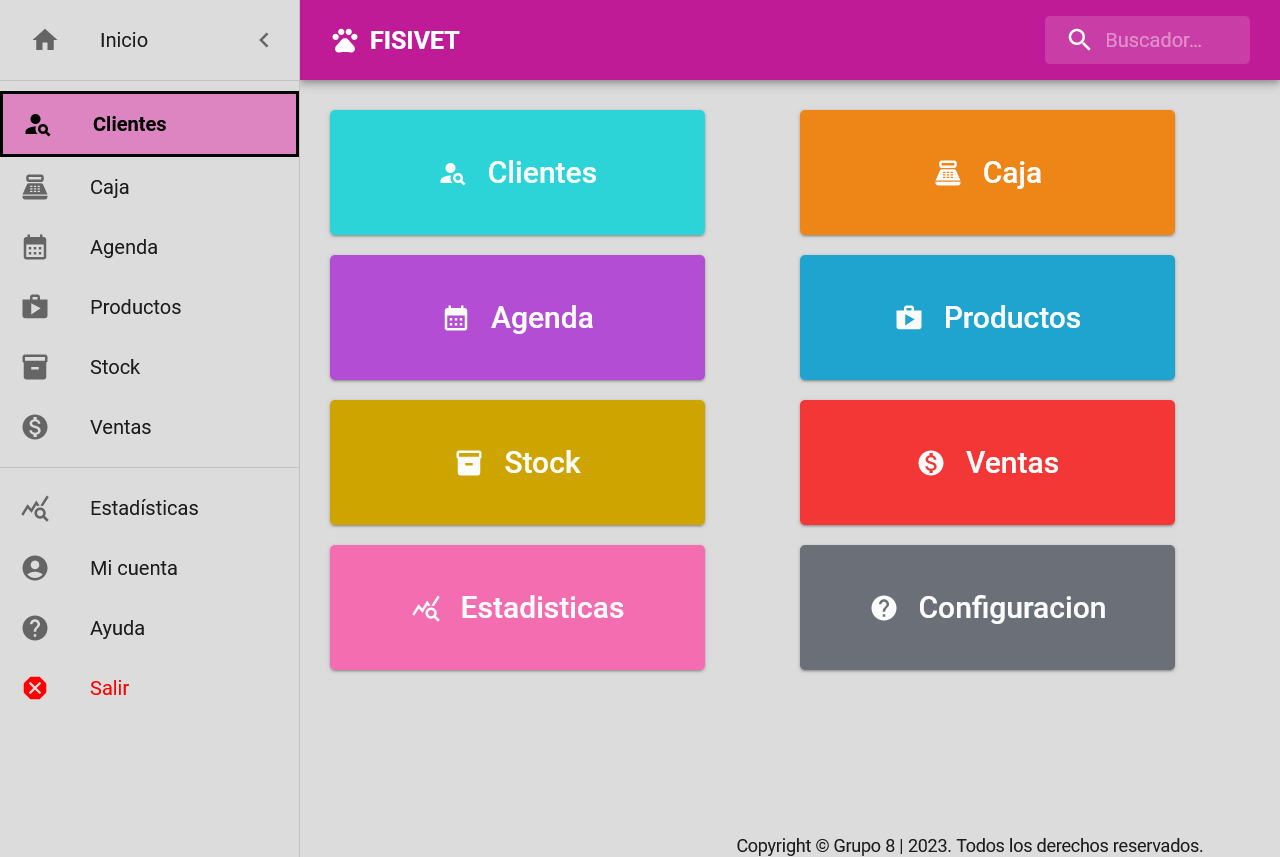 Inicio
FISIVET
Buscador...
Clientes
Caja
Agenda
Productos
Stock
Ventas
Estadísticas
Mi cuenta
Ayuda
Salir
Clientes
Caja
Agenda
Productos
Stock
Ventas
Estadisticas
Configuracion
Copyright © Grupo 8 | 2023. Todos los derechos reservados.